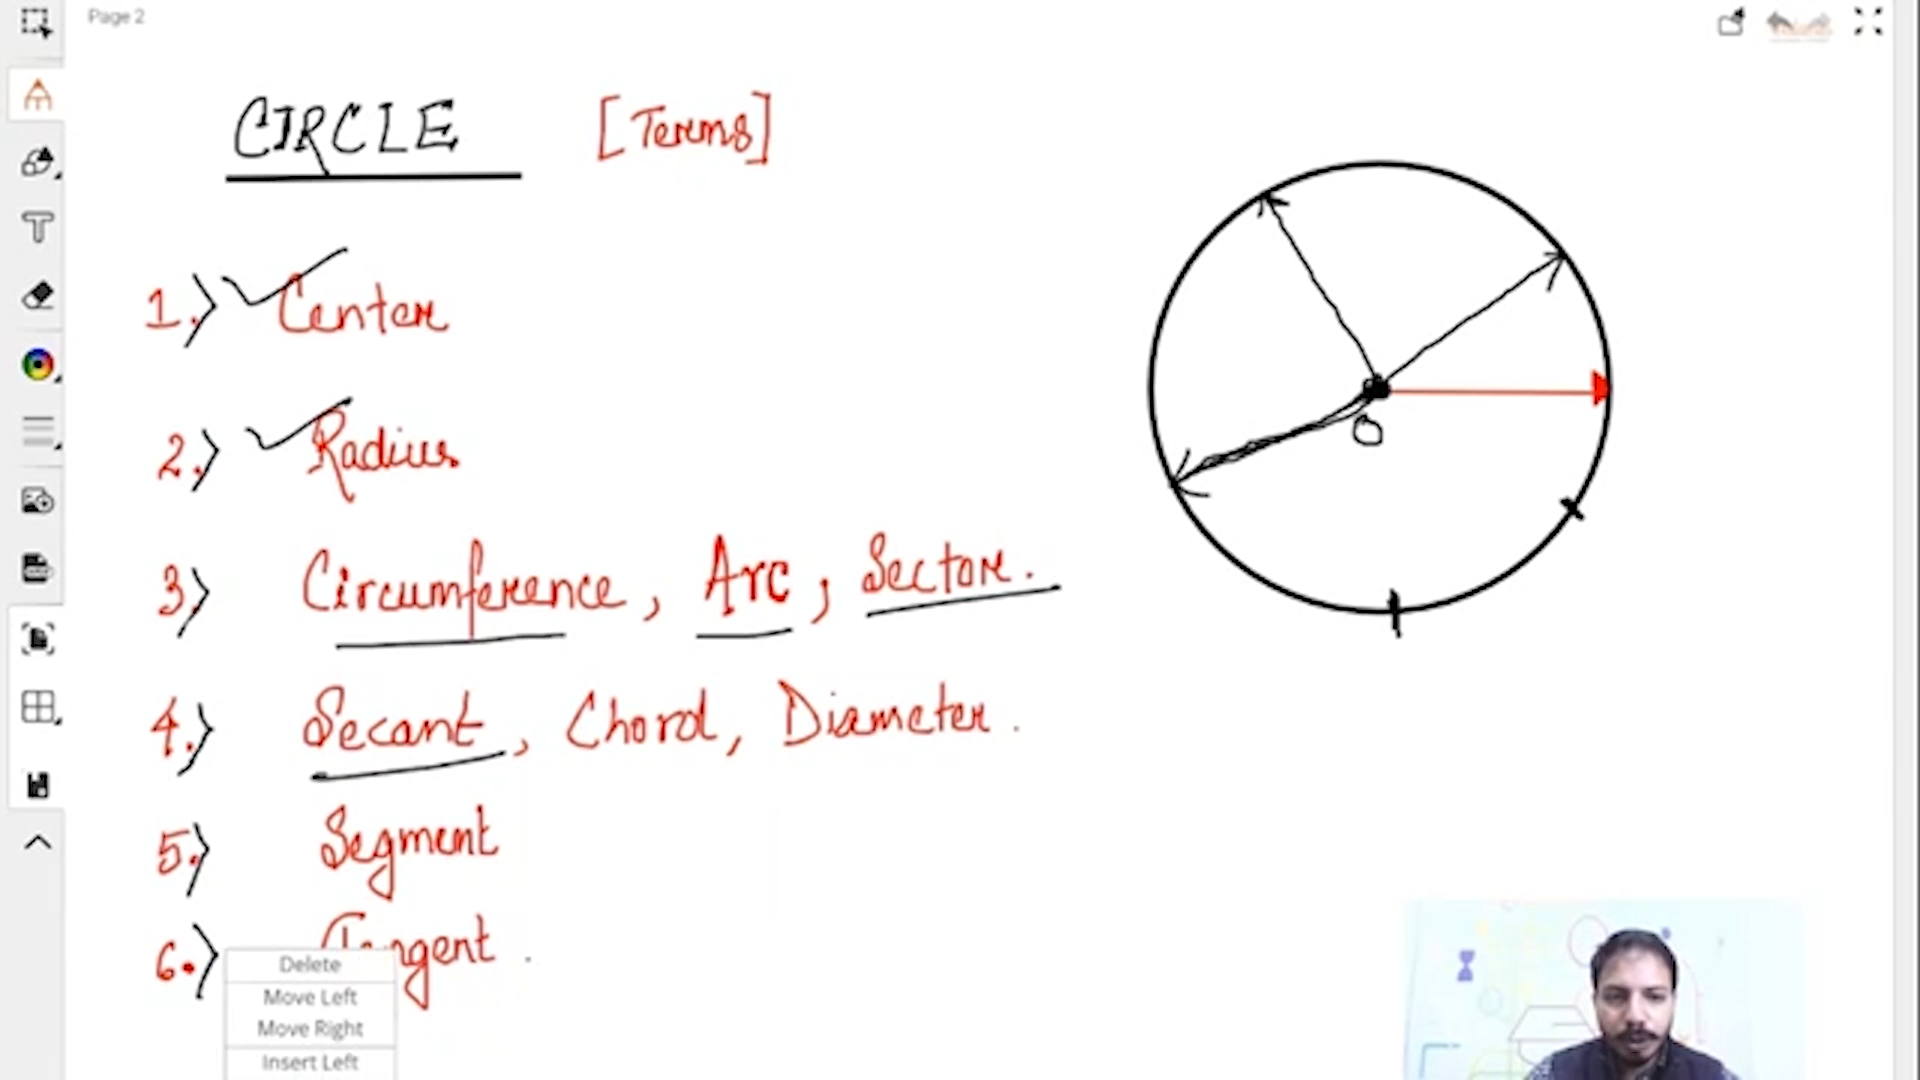 Page 2
CIRCLE [Terms]
1.) Center
2.) Radius
3.) Circumference, Arc, Sector.
4.) Secant, Chord, Diameter.
5.) Segment
6.) Tangent.
O
Delete
Move Left
Move Right
Insert Left